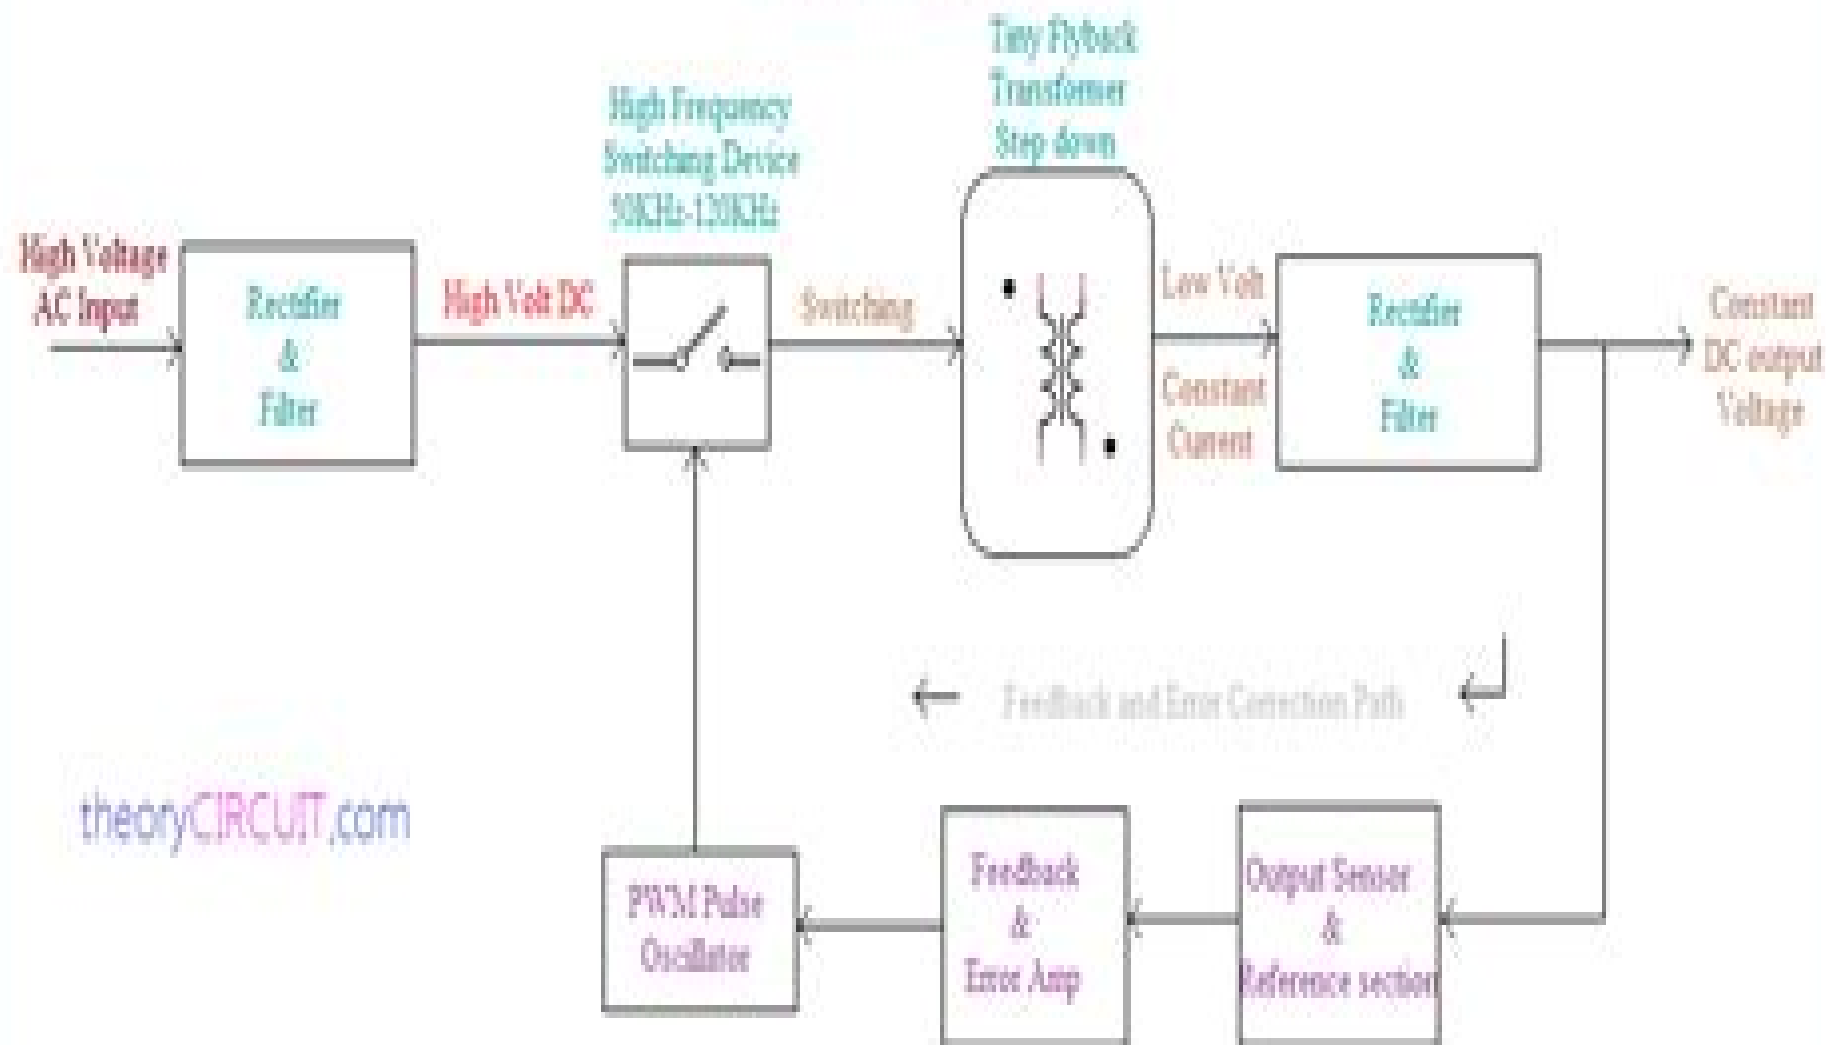 Tiny Flyback
Transformer
Step down
High Frequency
Switching Device
50KHz-120KHz
High Voltage
AC Input
Rectifier
&
Filter
High Volt DC
Switching
Low Volt
Constant
Current
Rectifier
&
Filter
Constant
DC output
Voltage
Feedback and Error Correction Path
theoryCIRCUIT.com
PWM Pulse
Oscillator
Feedback
&
Error Amp
Output Sensor
&
Reference section